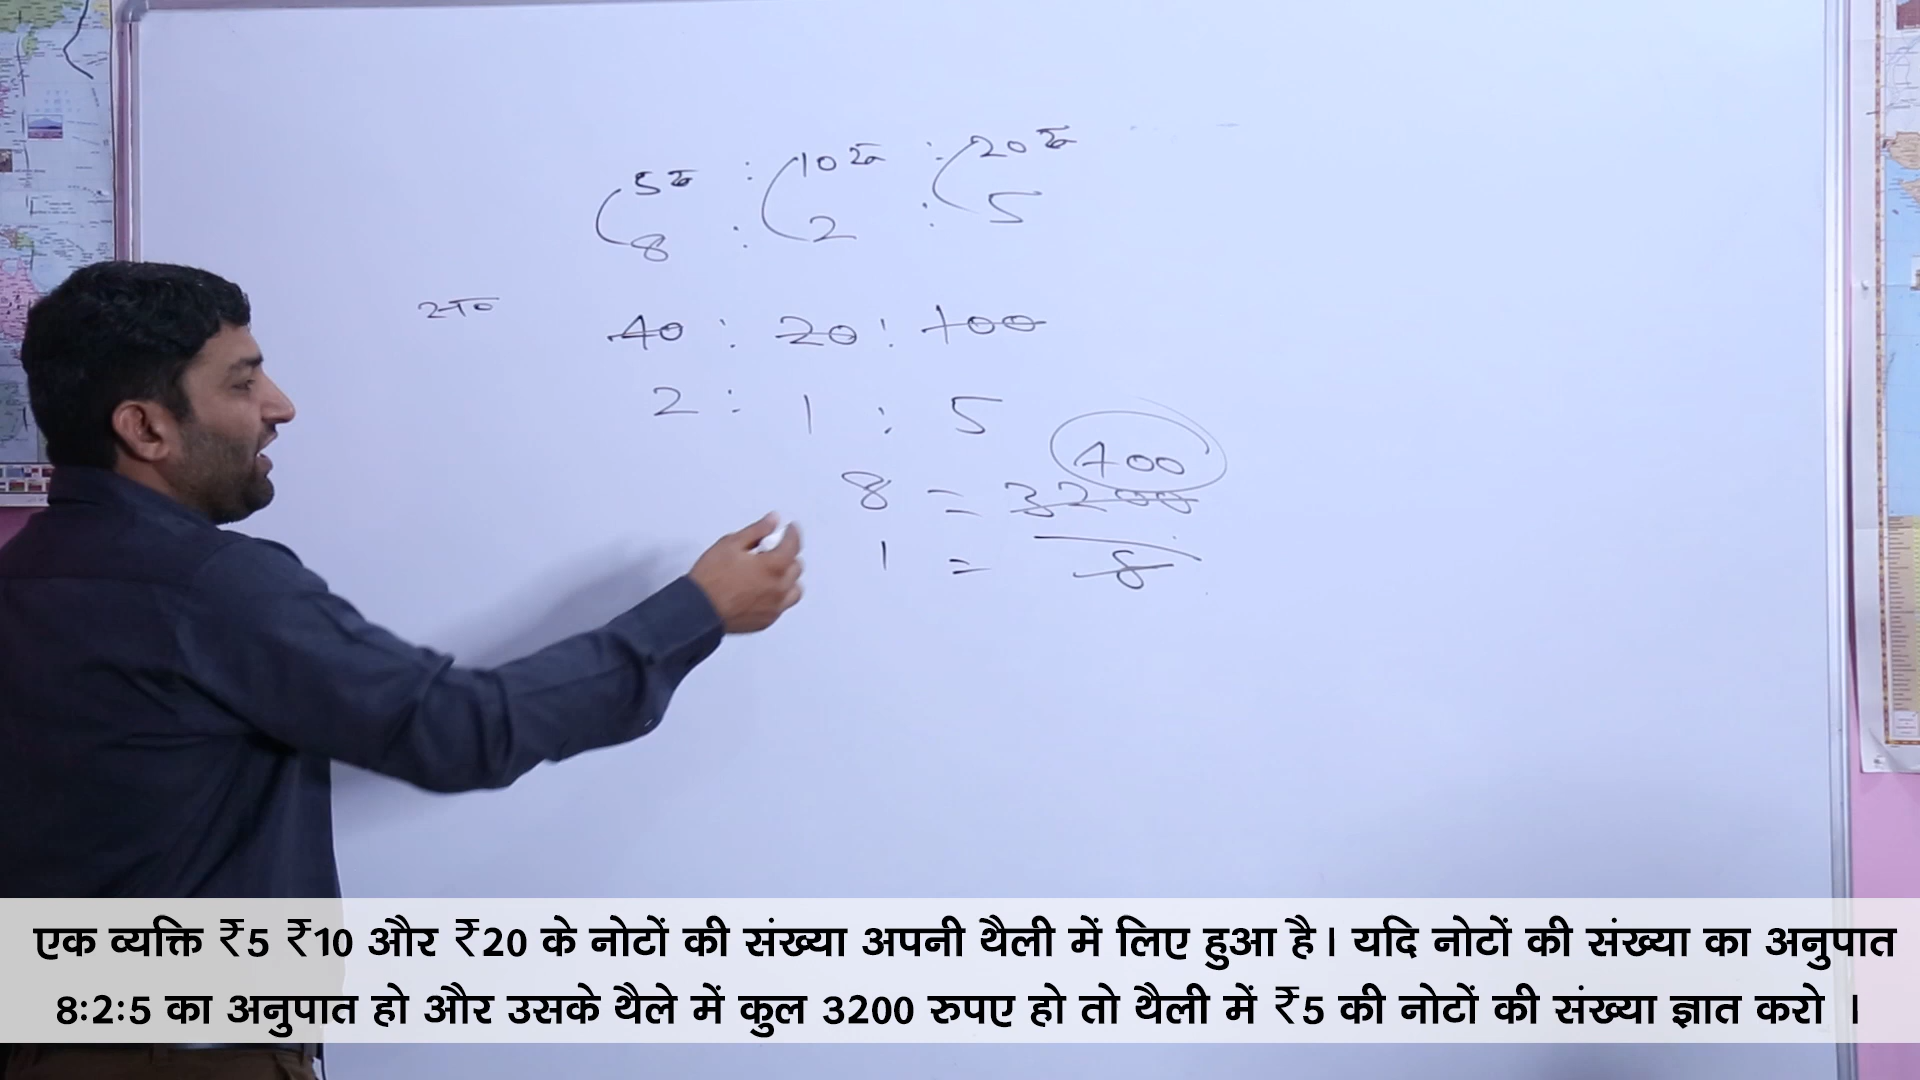 5रु : 10रु : 20रु
8 : 2 : 5
40 : 20 : 100
2 : 1 : 5
400
8 = 3200
1 = 8
एक व्यक्ति ₹5 ₹10 और ₹20 के नोटों की संख्या अपनी थैली में लिए हुआ है। यदि नोटों की संख्या का अनुपात
8:2:5 का अनुपात हो और उसके थैले में कुल 3200 रुपए हो तो थैली में ₹5 की नोटों की संख्या ज्ञात करो ।